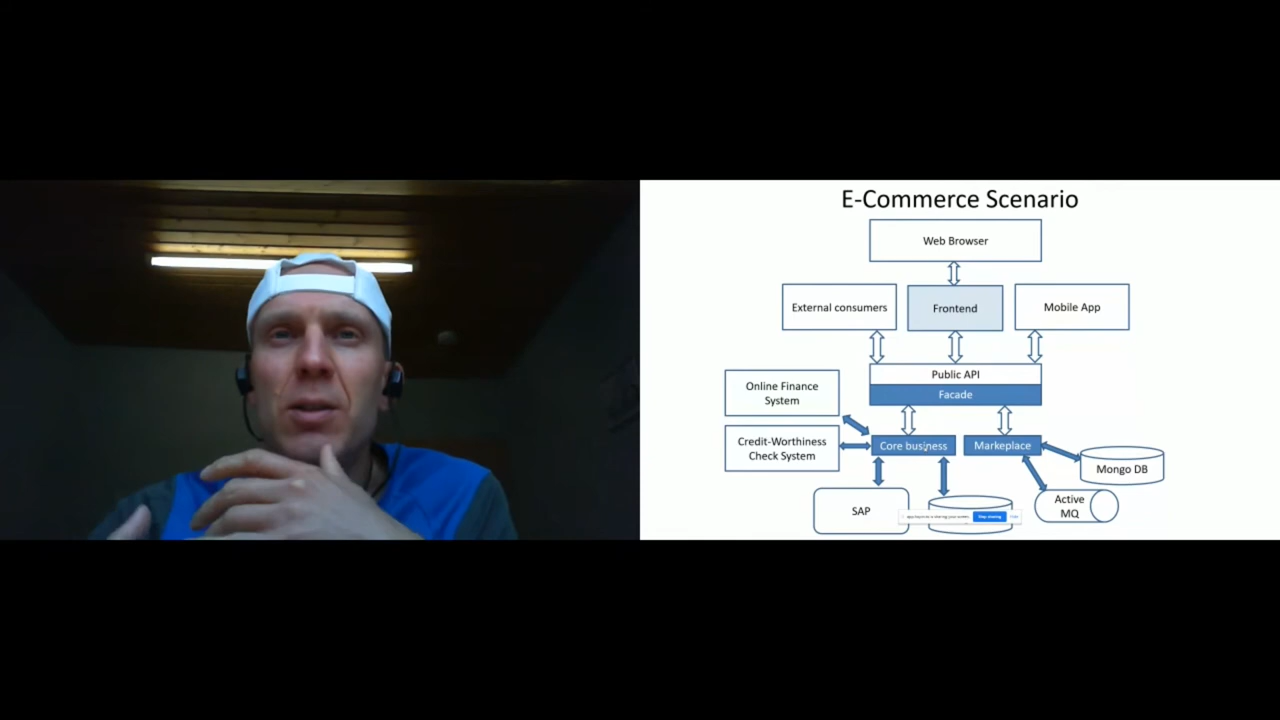 E-Commerce Scenario
Web Browser
External consumers
Frontend
Mobile App
Public API
Facade
Online Finance
System
Credit-Worthiness
Check System
Core business
Markeplace
Mongo DB
SAP
Active
MQ
Stop sharing